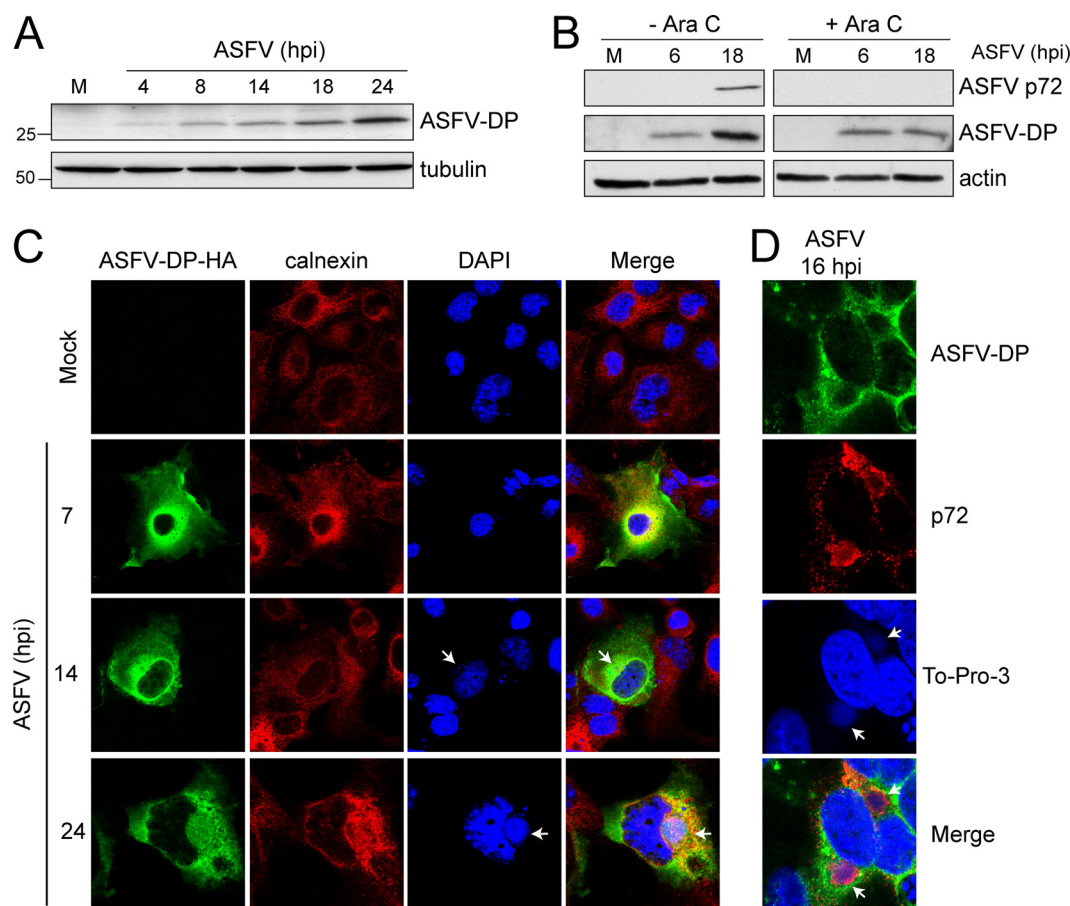 A
ASFV (hpi)
M 4 8 14 18 24
25
ASFV-DP
50
tubulin
B
- Ara C + Ara C
M 6 18 M 6 18 ASFV (hpi)
ASFV p72
ASFV-DP
actin
C
ASFV-DP-HA calnexin DAPI Merge
Mock
ASFV (hpi)
7
14
24
D
ASFV
16 hpi
ASFV-DP
p72
To-Pro-3
Merge